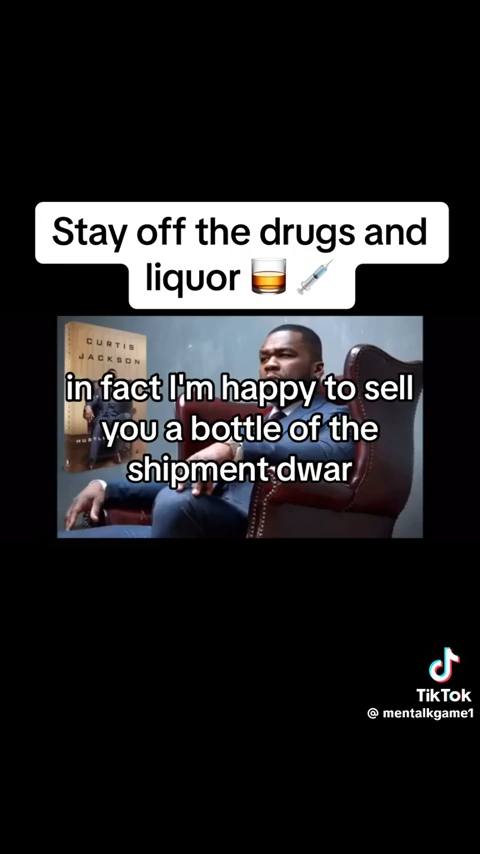 Stay off the drugs and
liquor 🥃 💉
CURTIS
JACKSON
in fact I'm happy to sell
you a bottle of the
shipment dwar
TikTok
@ mentalkgame1